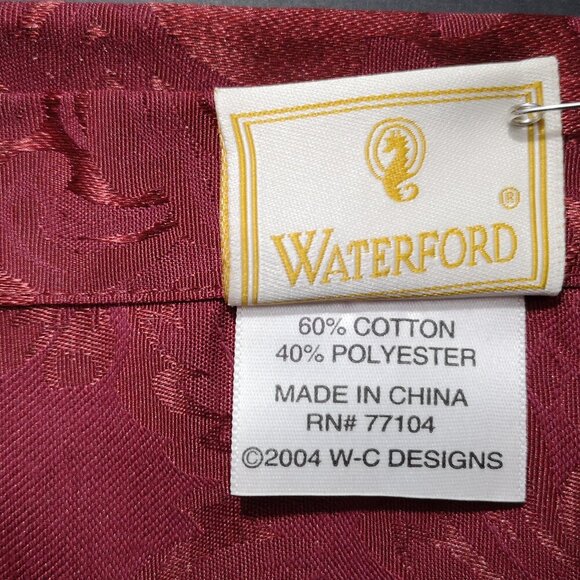 ®
WATERFORD
60% COTTON
40% POLYESTER
MADE IN CHINA
RN# 77104
©2004 W-C DESIGNS